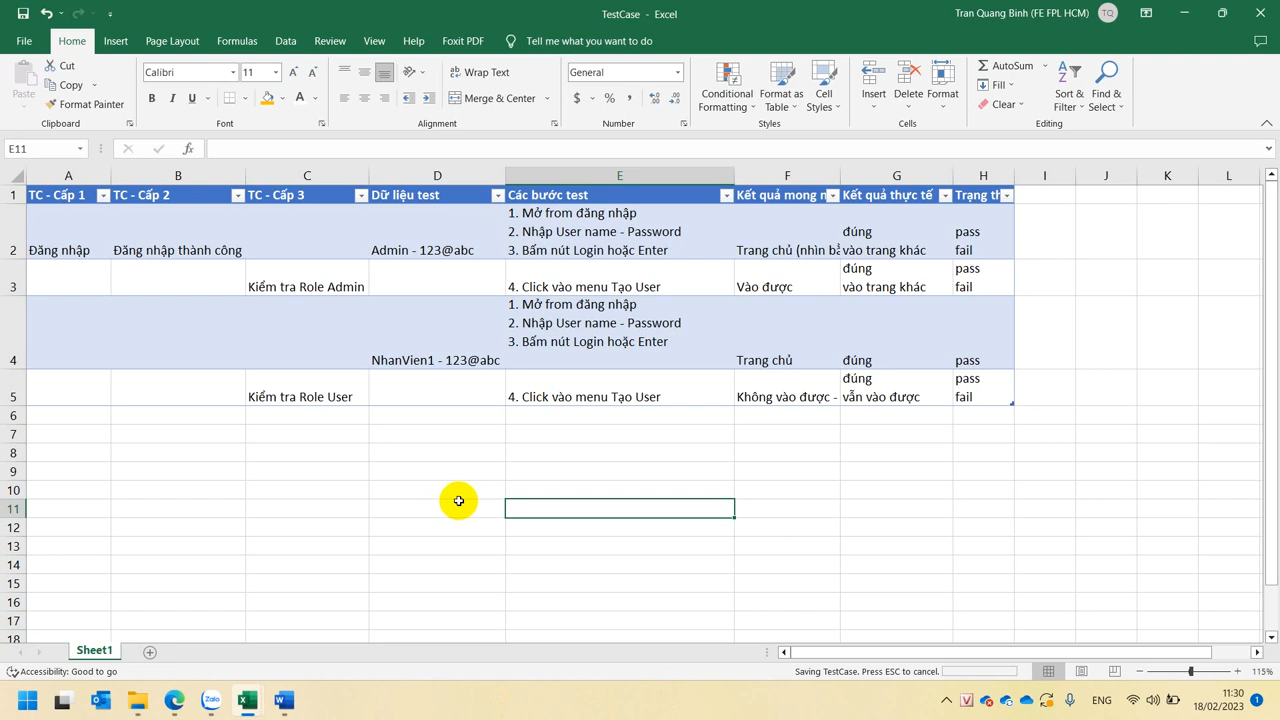 TestCase - Excel
Tran Quang Binh (FE FPL HCM)
TQ
File Home Insert Page Layout Formulas Data Review View Help Foxit PDF Tell me what you want to do
Paste
Cut
Copy
Format Painter
Calibri 11
B I U
Wrap Text
Merge & Center
General
$ % ,
Conditional Formatting
Format as Table
Cell Styles
Insert
Delete
Format
AutoSum
Fill
Clear
Sort & Filter
Find & Select
Clipboard Font Alignment Number Styles Cells Editing
E11 fx
A B C D E F G H I J K L
1 TC - Cấp 1 TC - Cấp 2 TC - Cấp 3 Dữ liệu test Các bước test Kết quả mong Kết quả thực tế Trạng
1. Mở from đăng nhập
2. Nhập User name - Password đúng pass
2 Đăng nhập Đăng nhập thành công Admin - 123@abc 3. Bấm nút Login hoặc Enter Trang chủ (nhìn vào trang khác fail
đúng pass
3 Kiểm tra Role Admin 4. Click vào menu Tạo User Vào được vào trang khác fail
1. Mở from đăng nhập
2. Nhập User name - Password
3. Bấm nút Login hoặc Enter
4 NhanVien1 - 123@abc Trang chủ đúng pass
đúng pass
5 Kiểm tra Role User 4. Click vào menu Tạo User Không vào được - vẫn vào được fail
6
7
8
9
10
11
12
13
14
15
16
17
18
Sheet1
Accessibility: Good to go
Saving TestCase. Press ESC to cancel.
115%
Zalo
ENG
11:30
18/02/2023